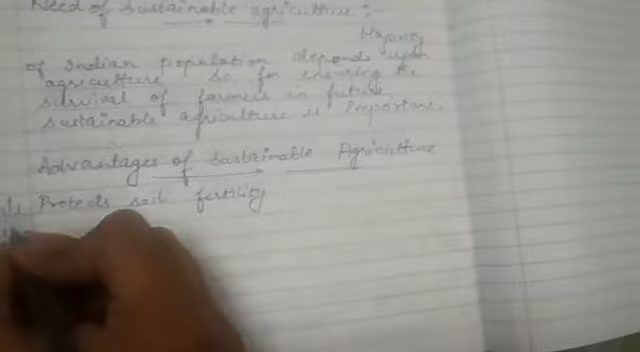 Need of Sustainable agriculture :-
Majority
of Indian population depends upon
agriculture so for ensuring the
survival of farmers in future
sustainable agriculture is important.
Advantages of Sustainable Agriculture
1, Protects soil fertility